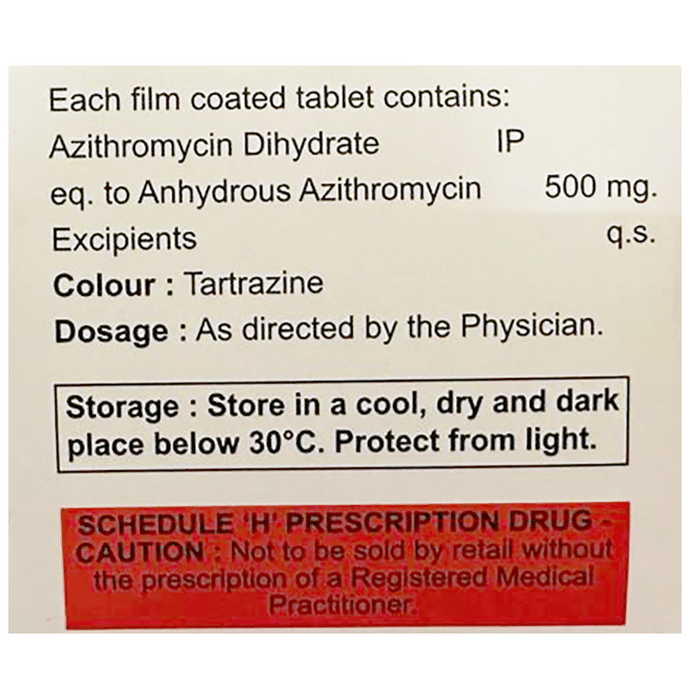 Each film coated tablet contains:
Azithromycin Dihydrate IP
eq. to Anhydrous Azithromycin 500 mg.
Excipients q.s.
Colour : Tartrazine
Dosage : As directed by the Physician.
Storage : Store in a cool, dry and dark
place below 30°C. Protect from light.
SCHEDULE 'H' PRESCRIPTION DRUG -
CAUTION : Not to be sold by retail without
the prescription of a Registered Medical
Practitioner.